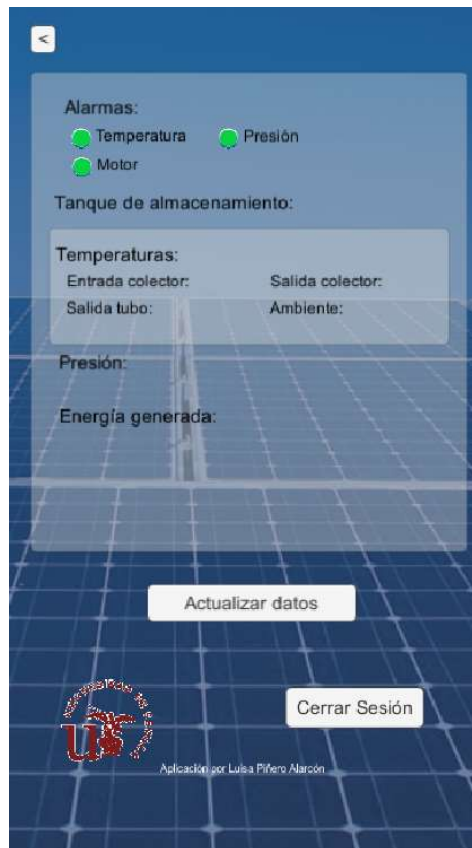 <
Alarmas:
Temperatura Presión
Motor
Tanque de almacenamiento:
Temperaturas:
Entrada colector: Salida colector:
Salida tubo: Ambiente:
Presión:
Energía generada:
Actualizar datos
Cerrar Sesión
Aplicación por Luisa Piñero Alarcón